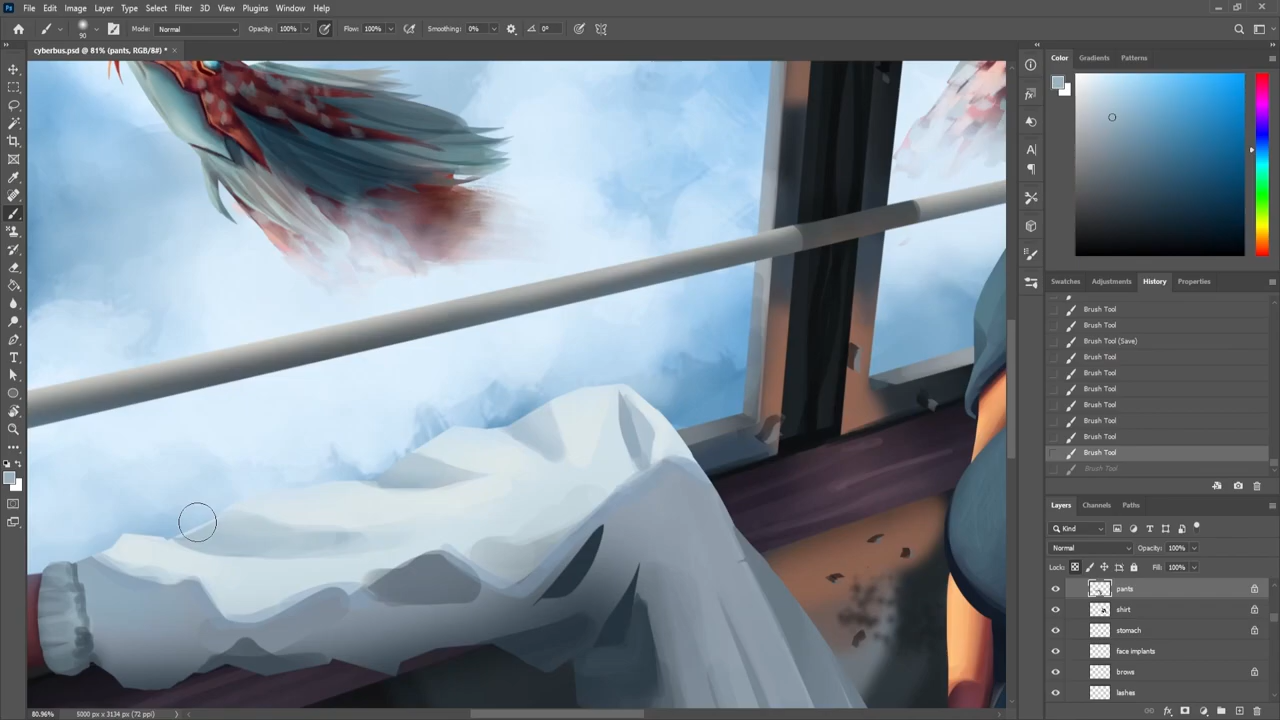 File Edit Image Layer Type Select Filter 3D View Plugins Window Help
90 Mode: Normal Opacity: 100% Flow: 100% Smoothing: 0% 0°
cyberbus.psd @ 81% (pants, RGB/8#) *
Color Gradients Patterns
Swatches Adjustments History Properties
Brush Tool
Brush Tool
Brush Tool (Save)
Brush Tool
Brush Tool
Brush Tool
Brush Tool
Brush Tool
Brush Tool
Brush Tool
Brush Tool
Layers Channels Paths
Kind
Normal Opacity: 100%
Lock: Fill: 100%
pants
shirt
stomach
face implants
brows
lashes
80.96% 5000 px x 3134 px (72 ppi)